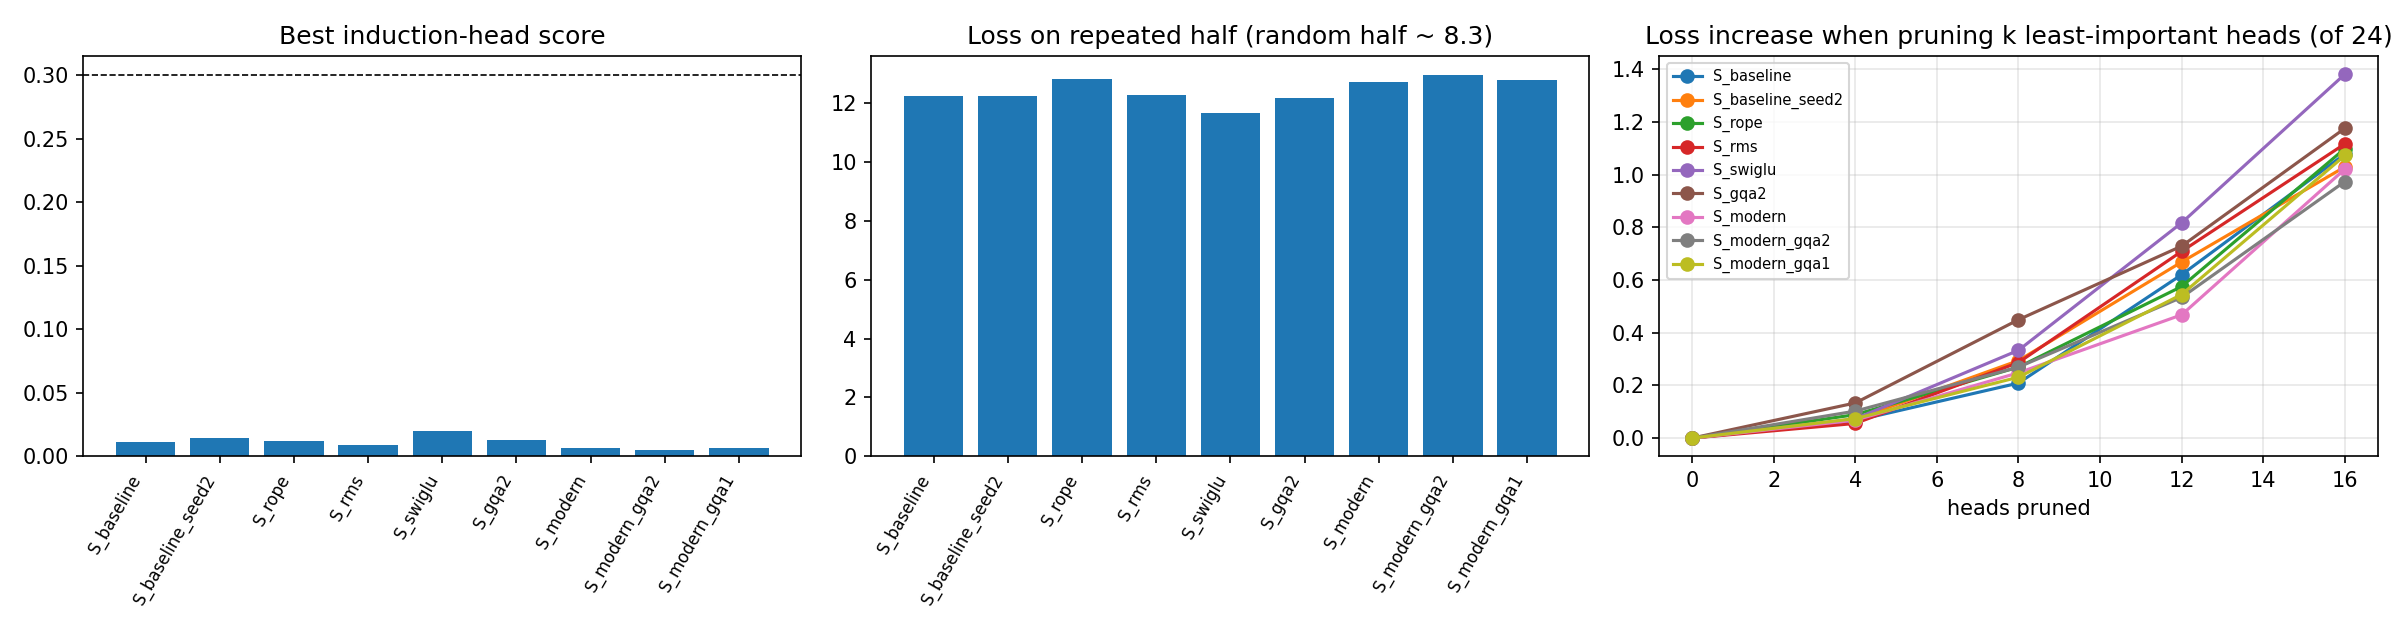 Best induction-head score
0.30
0.25
0.20
0.15
0.10
0.05
0.00
S_baseline
S_baseline_seed2
S_rope
S_rms
S_swiglu
S_gqa2
S_modern
S_modern_gqa2
S_modern_gqa1
Loss on repeated half (random half ~ 8.3)
12
10
8
6
4
2
0
S_baseline
S_baseline_seed2
S_rope
S_rms
S_swiglu
S_gqa2
S_modern
S_modern_gqa2
S_modern_gqa1
Loss increase when pruning k least-important heads (of 24)
1.4
1.2
1.0
0.8
0.6
0.4
0.2
0.0
S_baseline
S_baseline_seed2
S_rope
S_rms
S_swiglu
S_gqa2
S_modern
S_modern_gqa2
S_modern_gqa1
0 2 4 6 8 10 12 14 16
heads pruned